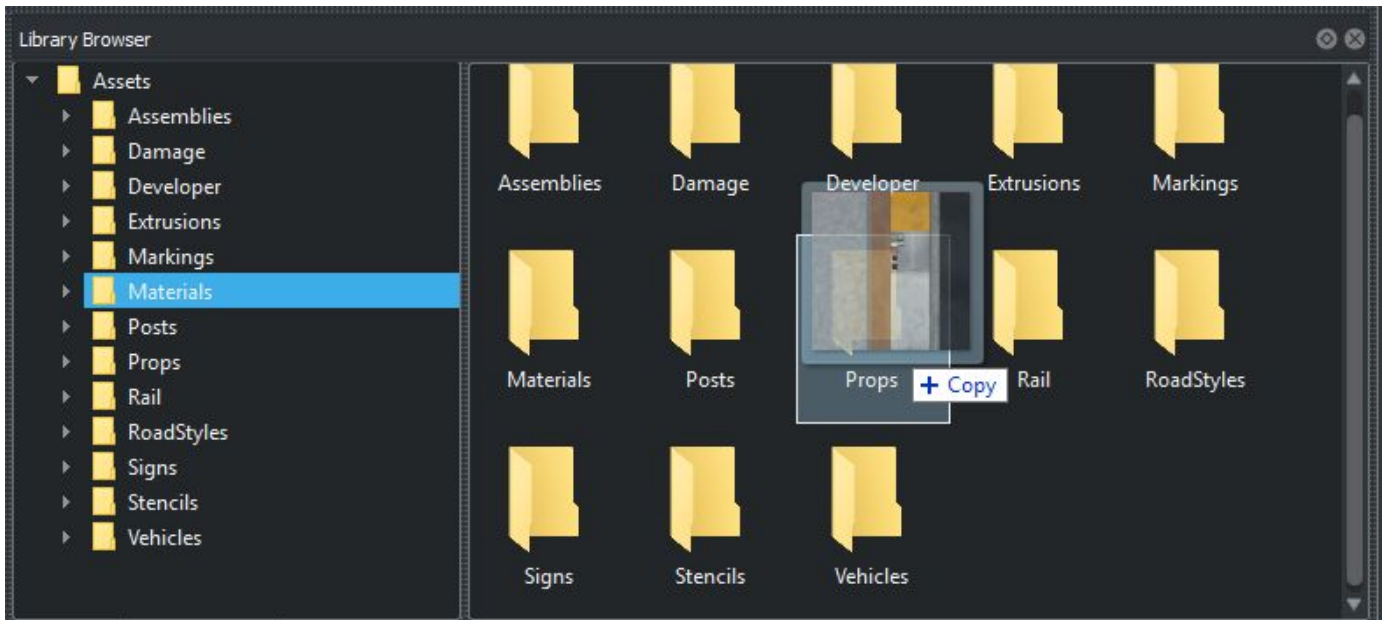 Library Browser
Assets
Assemblies
Damage
Developer
Extrusions
Markings
Materials
Posts
Props
Rail
RoadStyles
Signs
Stencils
Vehicles
Assemblies Damage Developer Extrusions Markings
Materials Posts Props + Copy Rail RoadStyles
Signs Stencils Vehicles